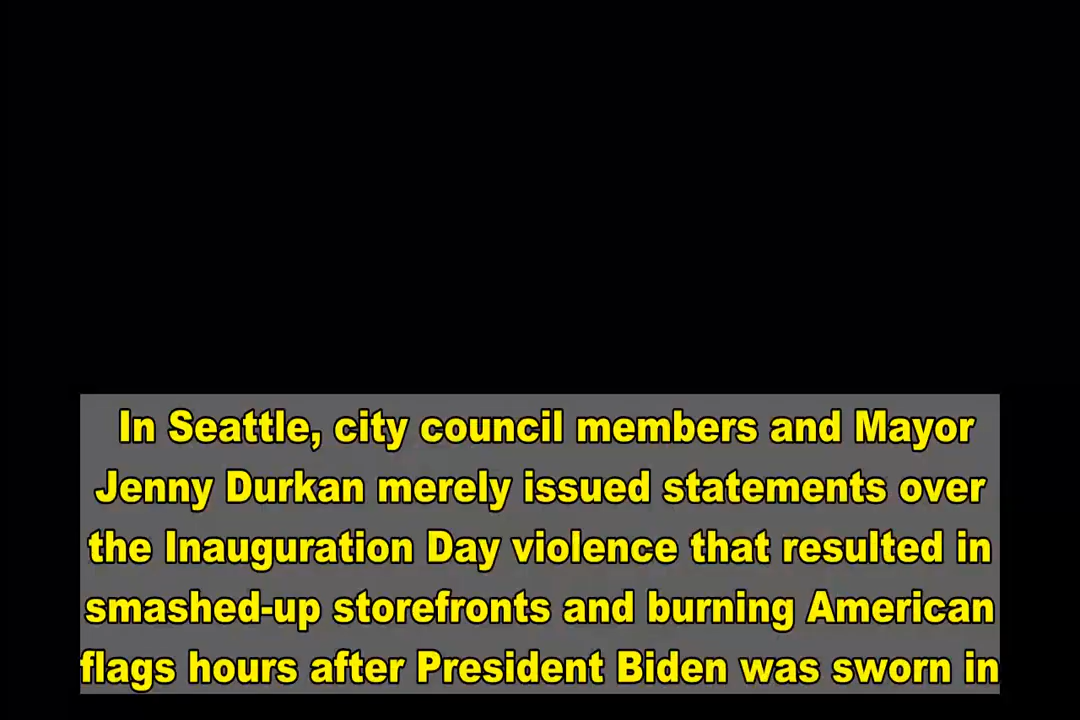 In Seattle, city council members and Mayor
Jenny Durkan merely issued statements over
the Inauguration Day violence that resulted in
smashed-up storefronts and burning American
flags hours after President Biden was sworn in